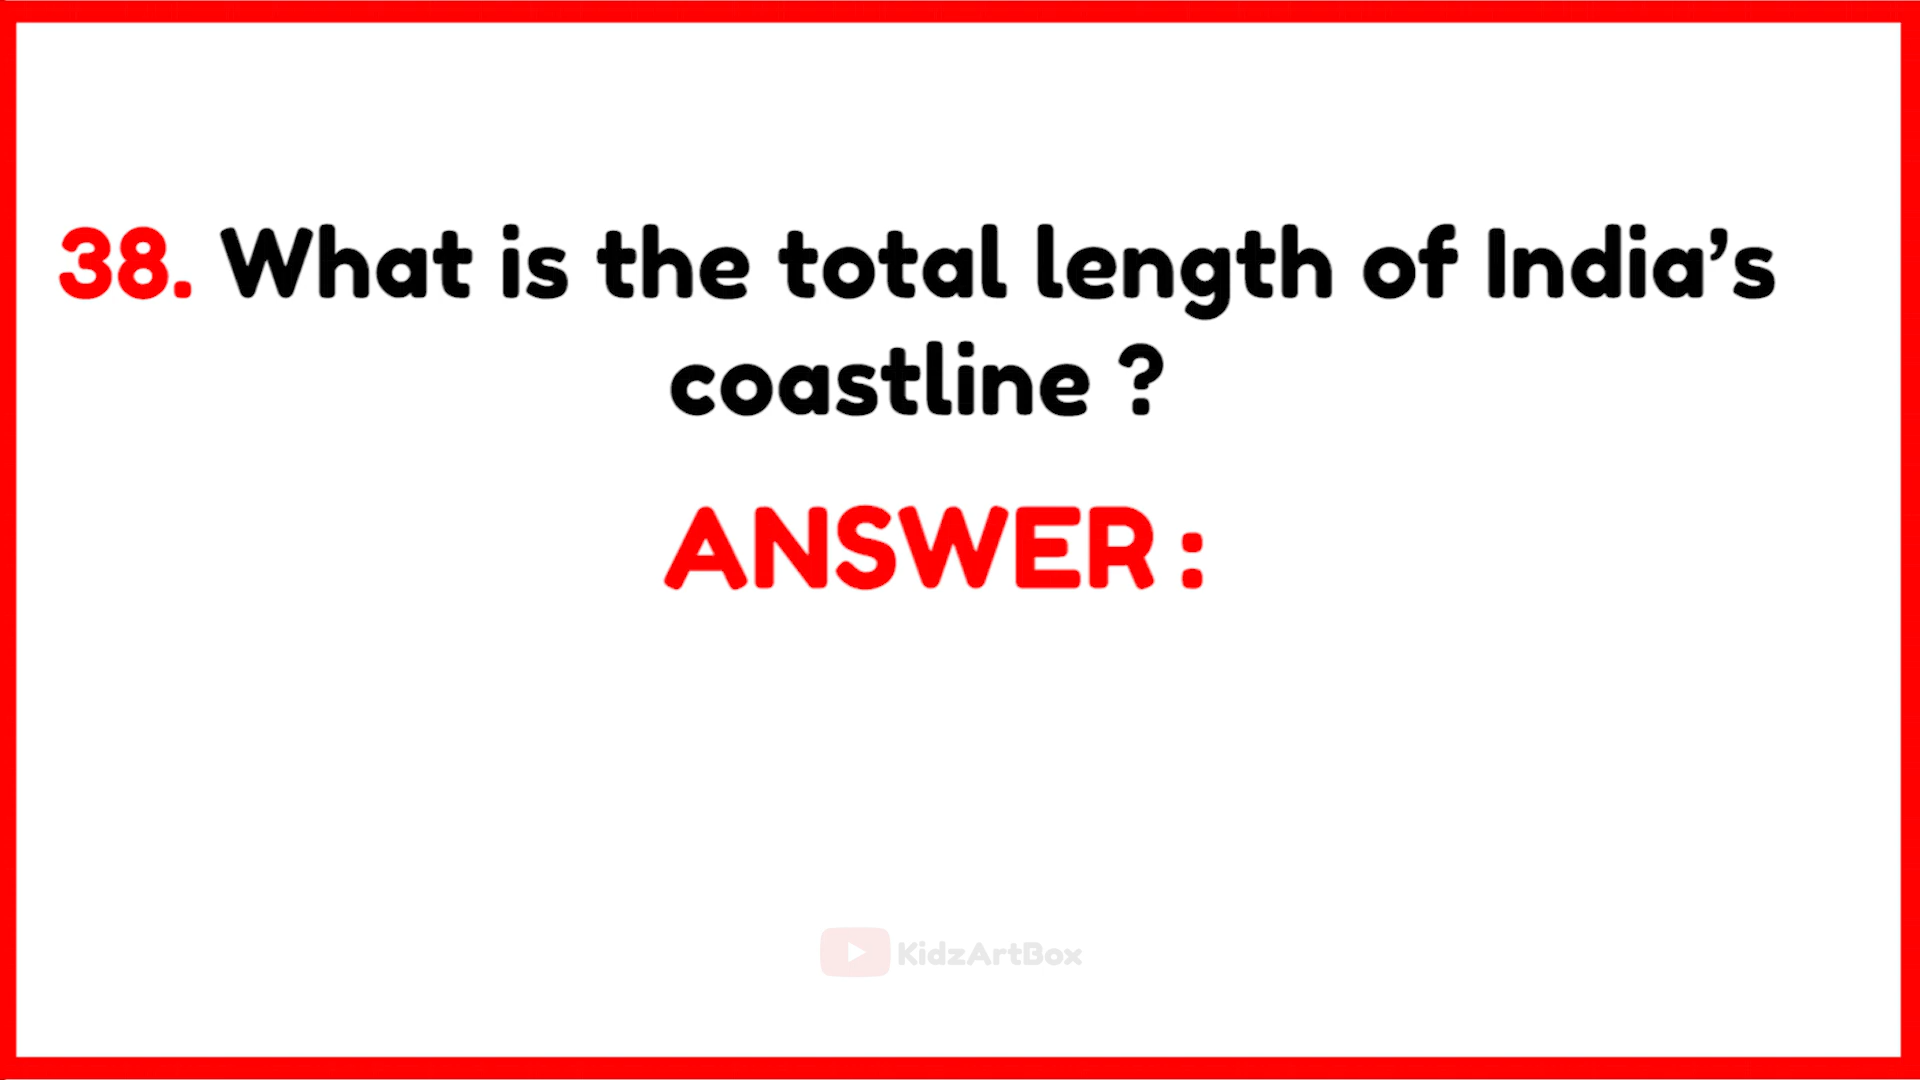 38. What is the total length of India’s
coastline ?
ANSWER :
KidzArtBox